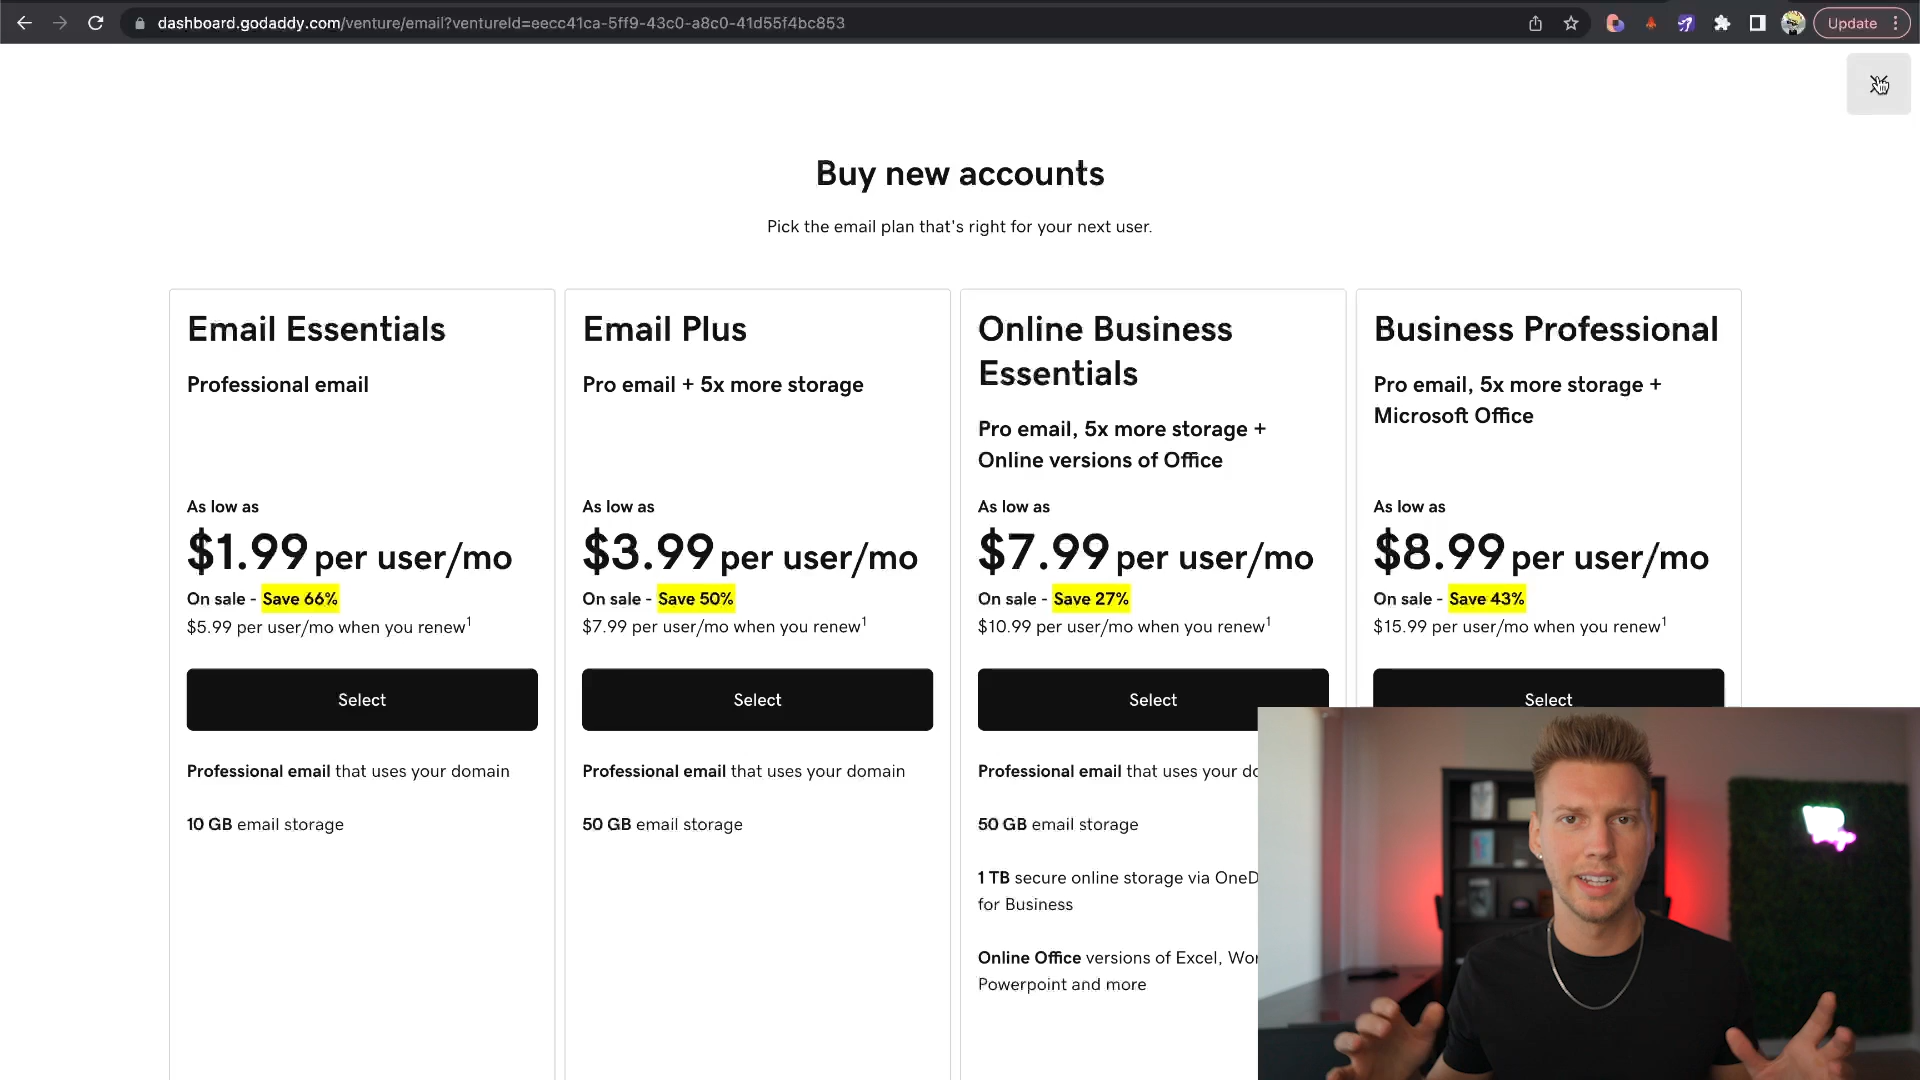 dashboard.godaddy.com/venture/email?ventureId=eecc41ca-5ff9-43c0-a8c0-41d55f4bc853
Update
Buy new accounts
Pick the email plan that's right for your next user.
Email Essentials
Professional email
As low as
$1.99 per user/mo
On sale - Save 66%
$5.99 per user/mo when you renew1
Select
Professional email that uses your domain
10 GB email storage
Email Plus
Pro email + 5x more storage
As low as
$3.99 per user/mo
On sale - Save 50%
$7.99 per user/mo when you renew1
Select
Professional email that uses your domain
50 GB email storage
Online Business
Essentials
Pro email, 5x more storage +
Online versions of Office
As low as
$7.99 per user/mo
On sale - Save 27%
$10.99 per user/mo when you renew1
Select
Professional email that uses your do
50 GB email storage
1 TB secure online storage via OneD
for Business
Online Office versions of Excel, Wor
Powerpoint and more
Business Professional
Pro email, 5x more storage +
Microsoft Office
As low as
$8.99 per user/mo
On sale - Save 43%
$15.99 per user/mo when you renew1
Select